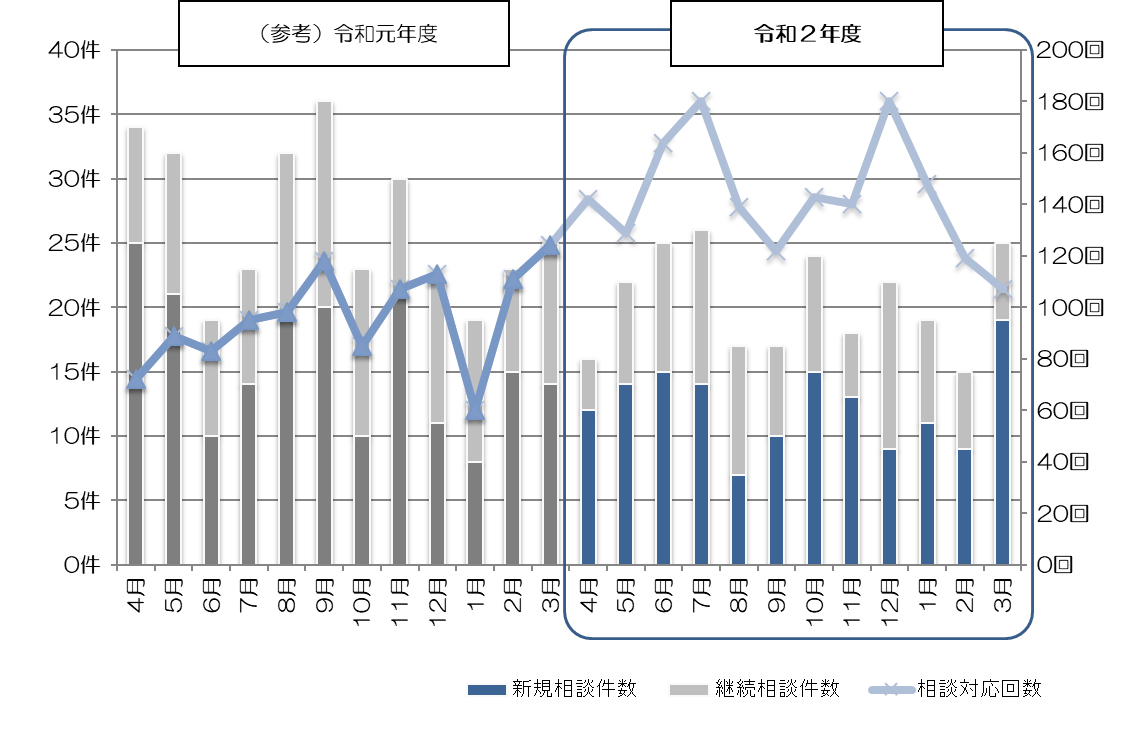 （参考）令和元年度
令和２年度
40件
35件
30件
25件
20件
15件
10件
5件
0件
200回
180回
160回
140回
120回
100回
80回
60回
40回
20回
0回
4月
5月
6月
7月
8月
9月
10月
11月
12月
1月
2月
3月
4月
5月
6月
7月
8月
9月
10月
11月
12月
1月
2月
3月
新規相談件数
継続相談件数
相談対応回数